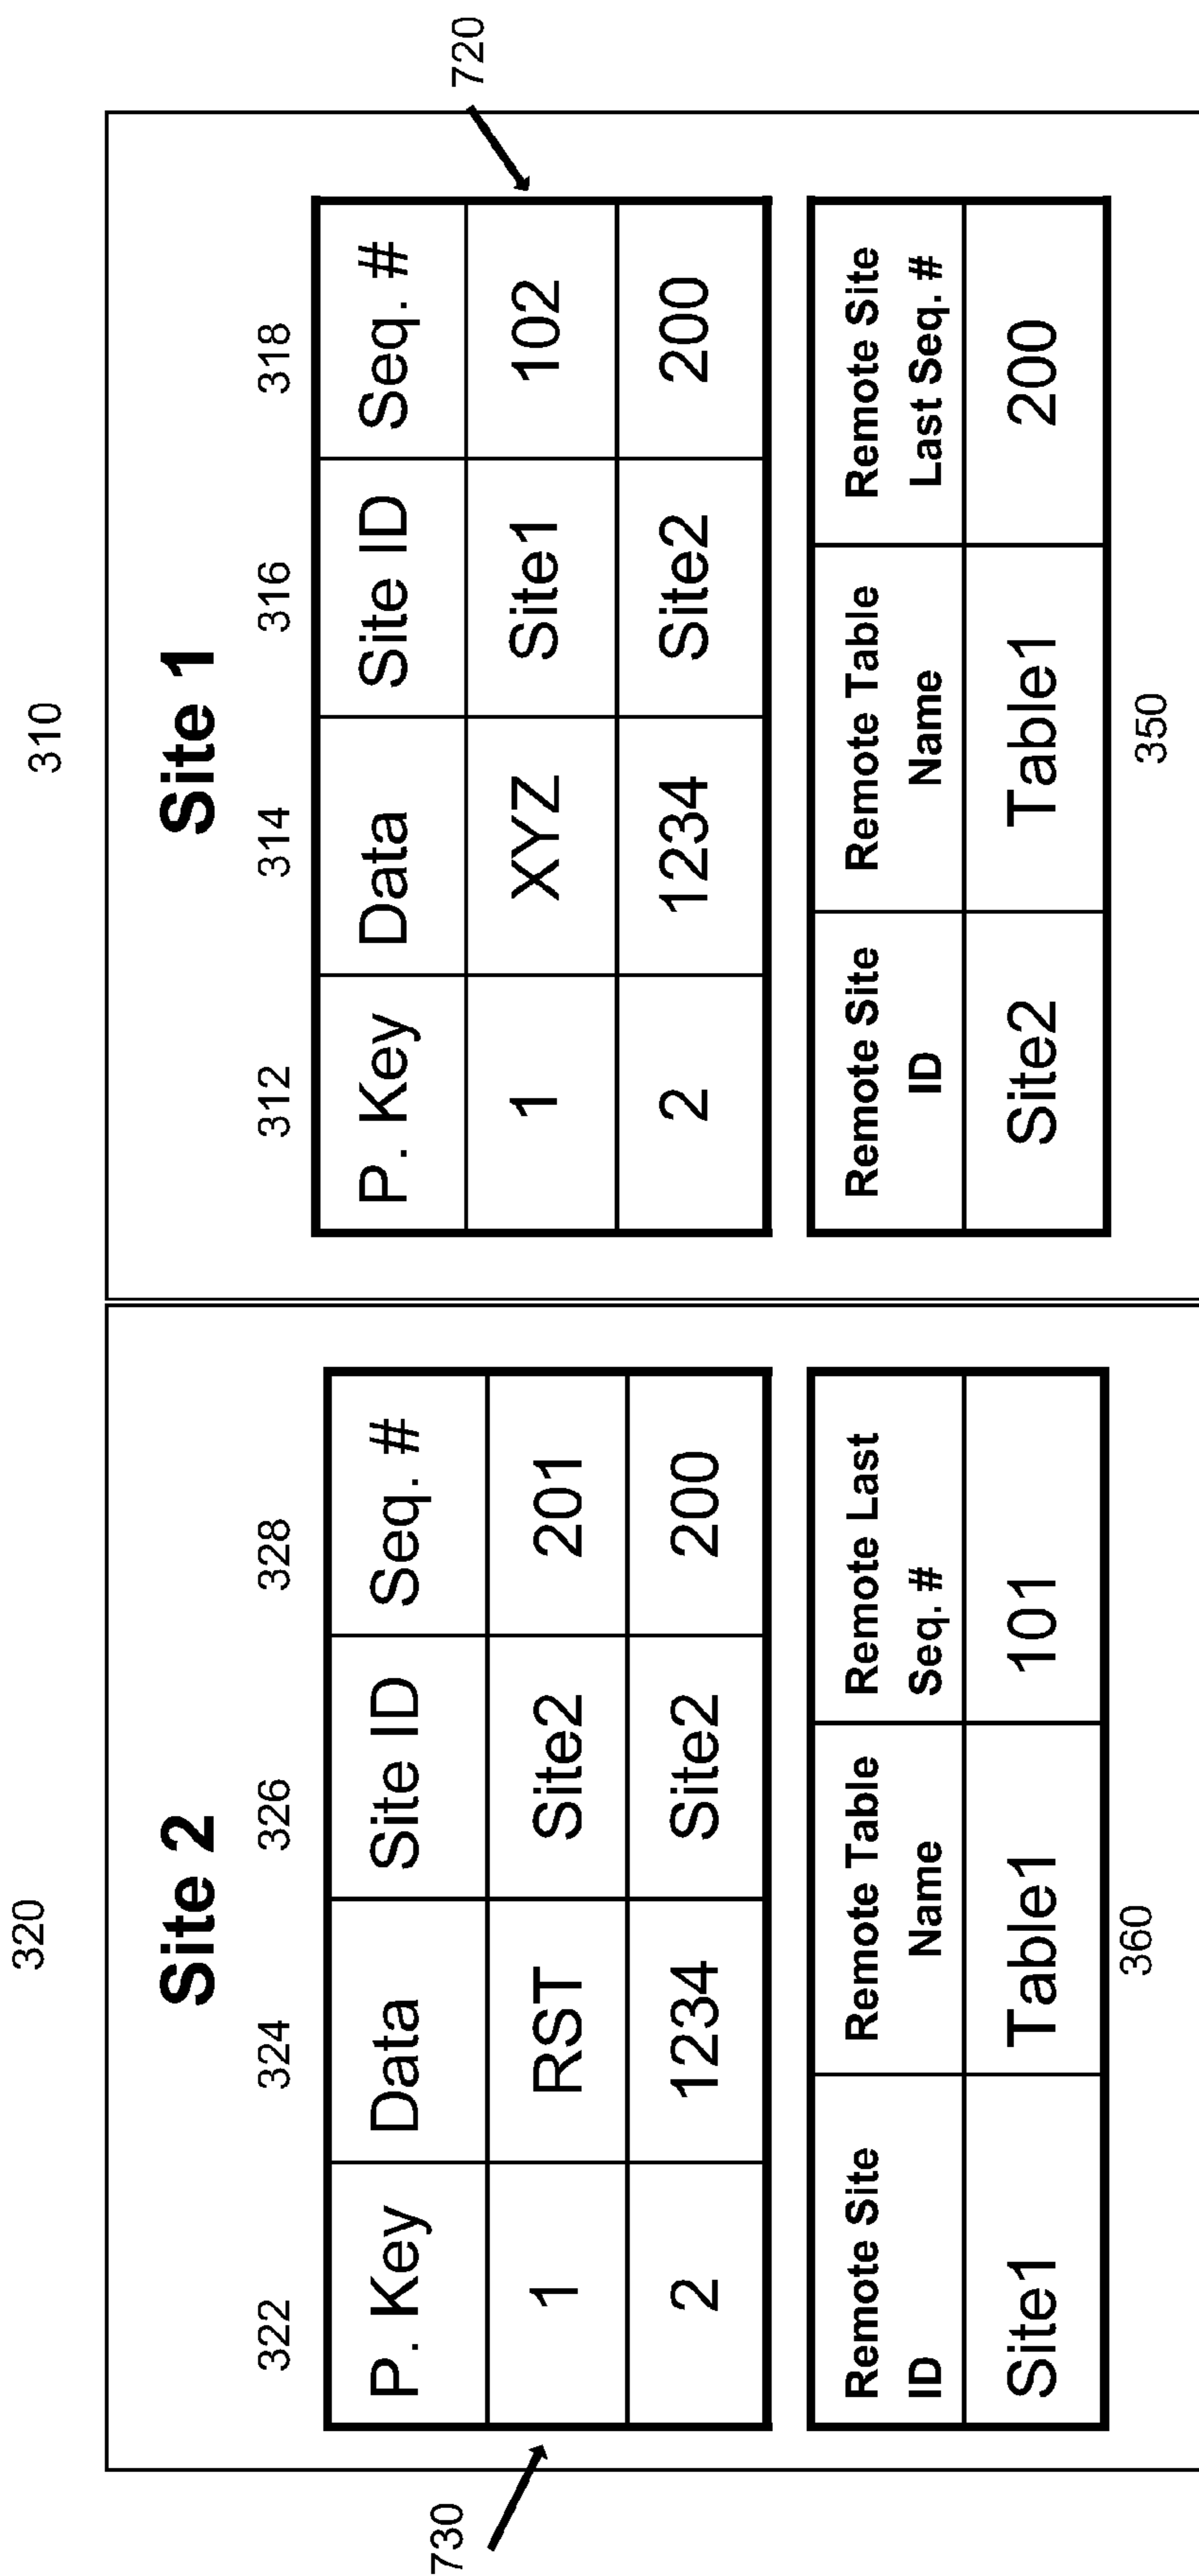 320
310
Site 2
Site 1
322 324 326 328
312 314 316 318
730
720
P. Key Data Site ID Seq. #
1 RST Site2 201
2 1234 Site2 200
P. Key Data Site ID Seq. #
1 XYZ Site1 102
2 1234 Site2 200
Remote Site Remote Table Remote Last
ID Name Seq. #
Site1 Table1 101
Remote Site Remote Table Remote Site
ID Name Last Seq. #
Site2 Table1 200
360
350